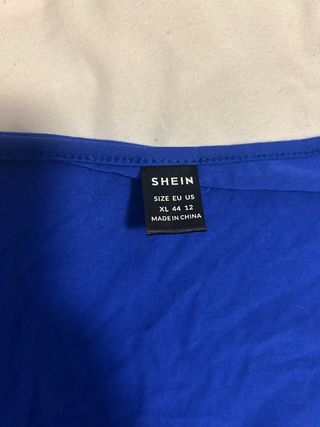 SHEIN
SIZE EU US
XL 44 12
MADE IN CHINA